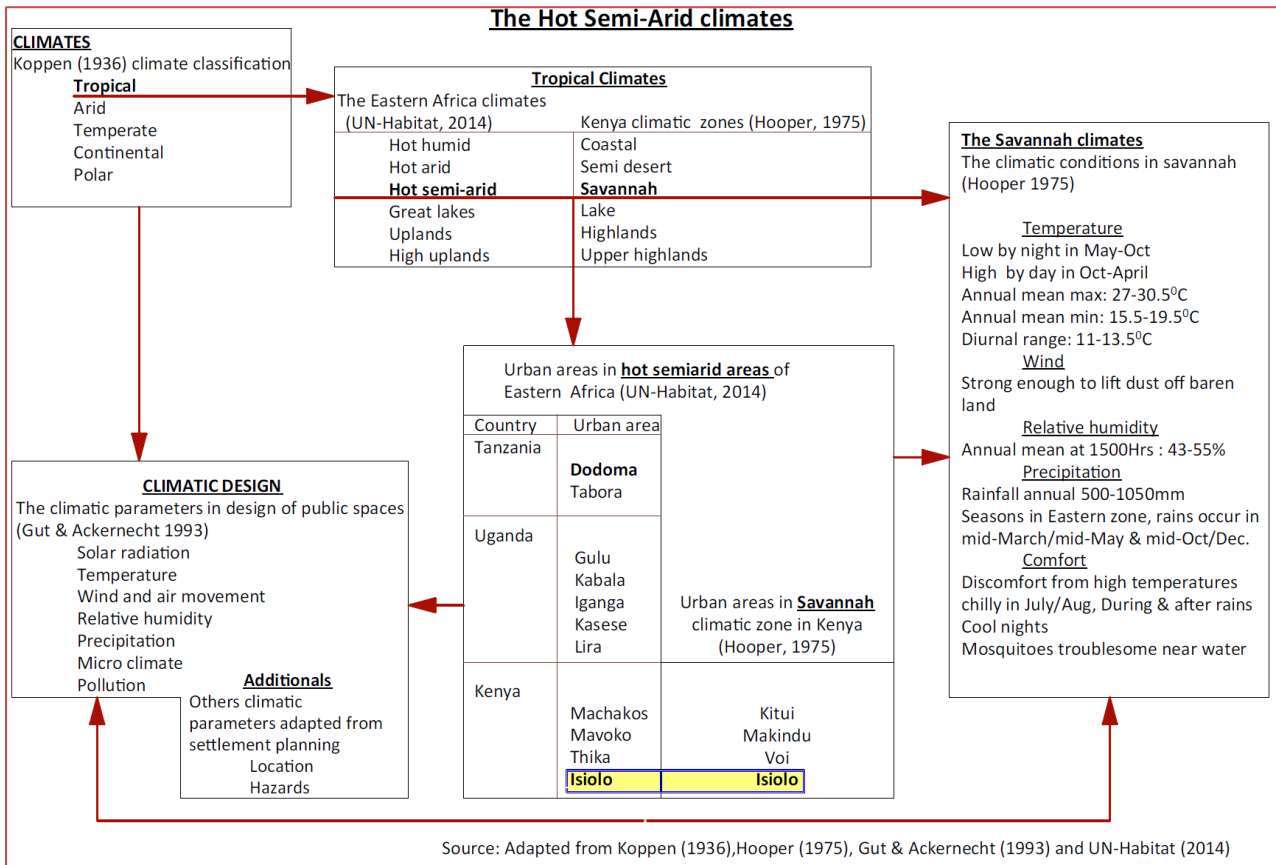 The Hot Semi-Arid climates
CLIMATES
Koppen (1936) climate classification
Tropical
Arid
Temperate
Continental
Polar
Tropical Climates
The Eastern Africa climates
(UN-Habitat, 2014)
Kenya climatic zones (Hooper, 1975)
Hot humid
Coastal
Hot arid
Semi desert
Hot semi-arid
Savannah
Great lakes
Lake
Uplands
Highlands
High uplands
Upper highlands
The Savannah climates
The climatic conditions in savannah
(Hooper 1975)
Temperature
Low by night in May-Oct
High by day in Oct-April
Annual mean max: 27-30.5⁰C
Annual mean min: 15.5-19.5⁰C
Diurnal range: 11-13.5⁰C
Wind
Strong enough to lift dust off baren
land
Relative humidity
Annual mean at 1500Hrs : 43-55%
Precipitation
Rainfall annual 500-1050mm
Seasons in Eastern zone, rains occur in
mid-March/mid-May & mid-Oct/Dec.
Comfort
Discomfort from high temperatures
chilly in July/Aug, During & after rains
Cool nights
Mosquitoes troublesome near water
Urban areas in hot semiarid areas of
Eastern Africa (UN-Habitat, 2014)
Country
Urban area
Tanzania
Dodoma
Tabora
Uganda
Gulu
Kabala
Iganga
Kasese
Lira
Urban areas in Savannah
climatic zone in Kenya
(Hooper, 1975)
Kenya
Machakos
Kitui
Mavoko
Makindu
Thika
Voi
Isiolo
Isiolo
CLIMATIC DESIGN
The climatic parameters in design of public spaces
(Gut & Ackernecht 1993)
Solar radiation
Temperature
Wind and air movement
Relative humidity
Precipitation
Micro climate
Pollution
Additionals
Others climatic
parameters adapted from
settlement planning
Location
Hazards
Source: Adapted from Koppen (1936),Hooper (1975), Gut & Ackernecht (1993) and UN-Habitat (2014)